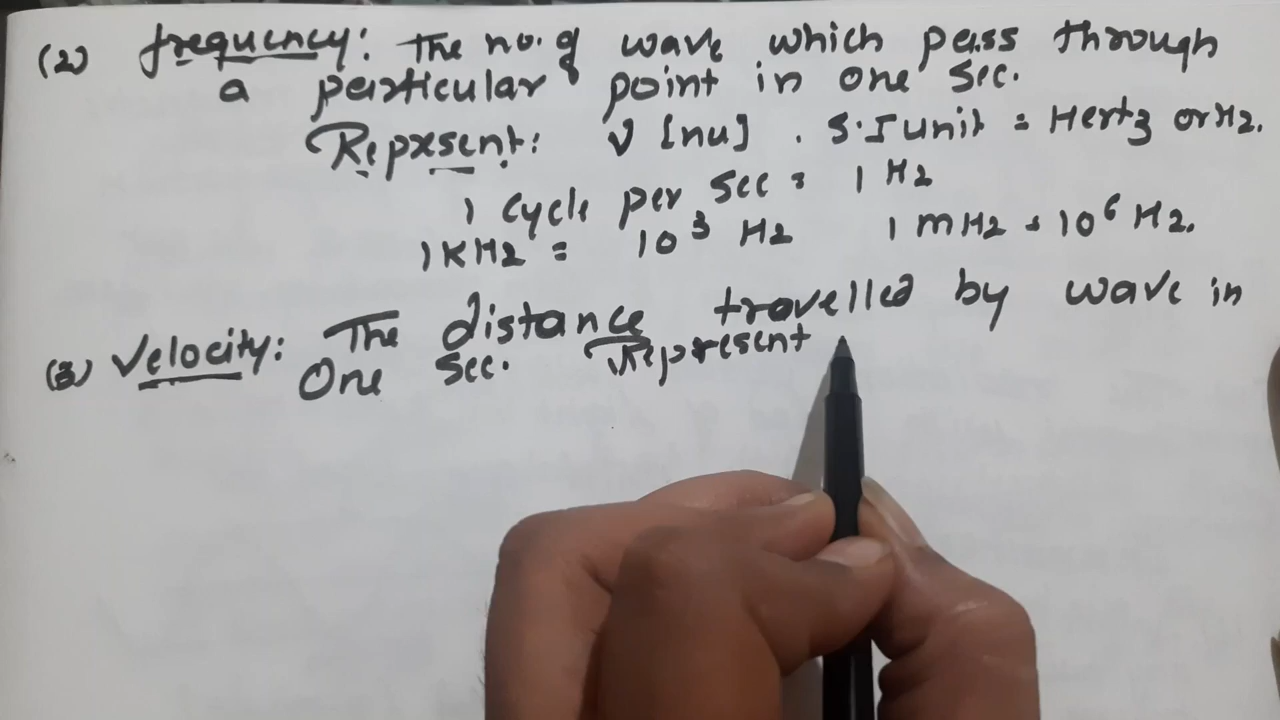 (2) frequency: The no. of wave which pass through
a particular point in one sec.
Represent: ν [nu] . S.I unit = Hertz or Hz.
1 cycle per sec = 1 Hz
1 KHz = 10³ Hz 1 mHz = 10⁶ Hz.
(3) Velocity: The distance travelled by wave in
One sec. Represent